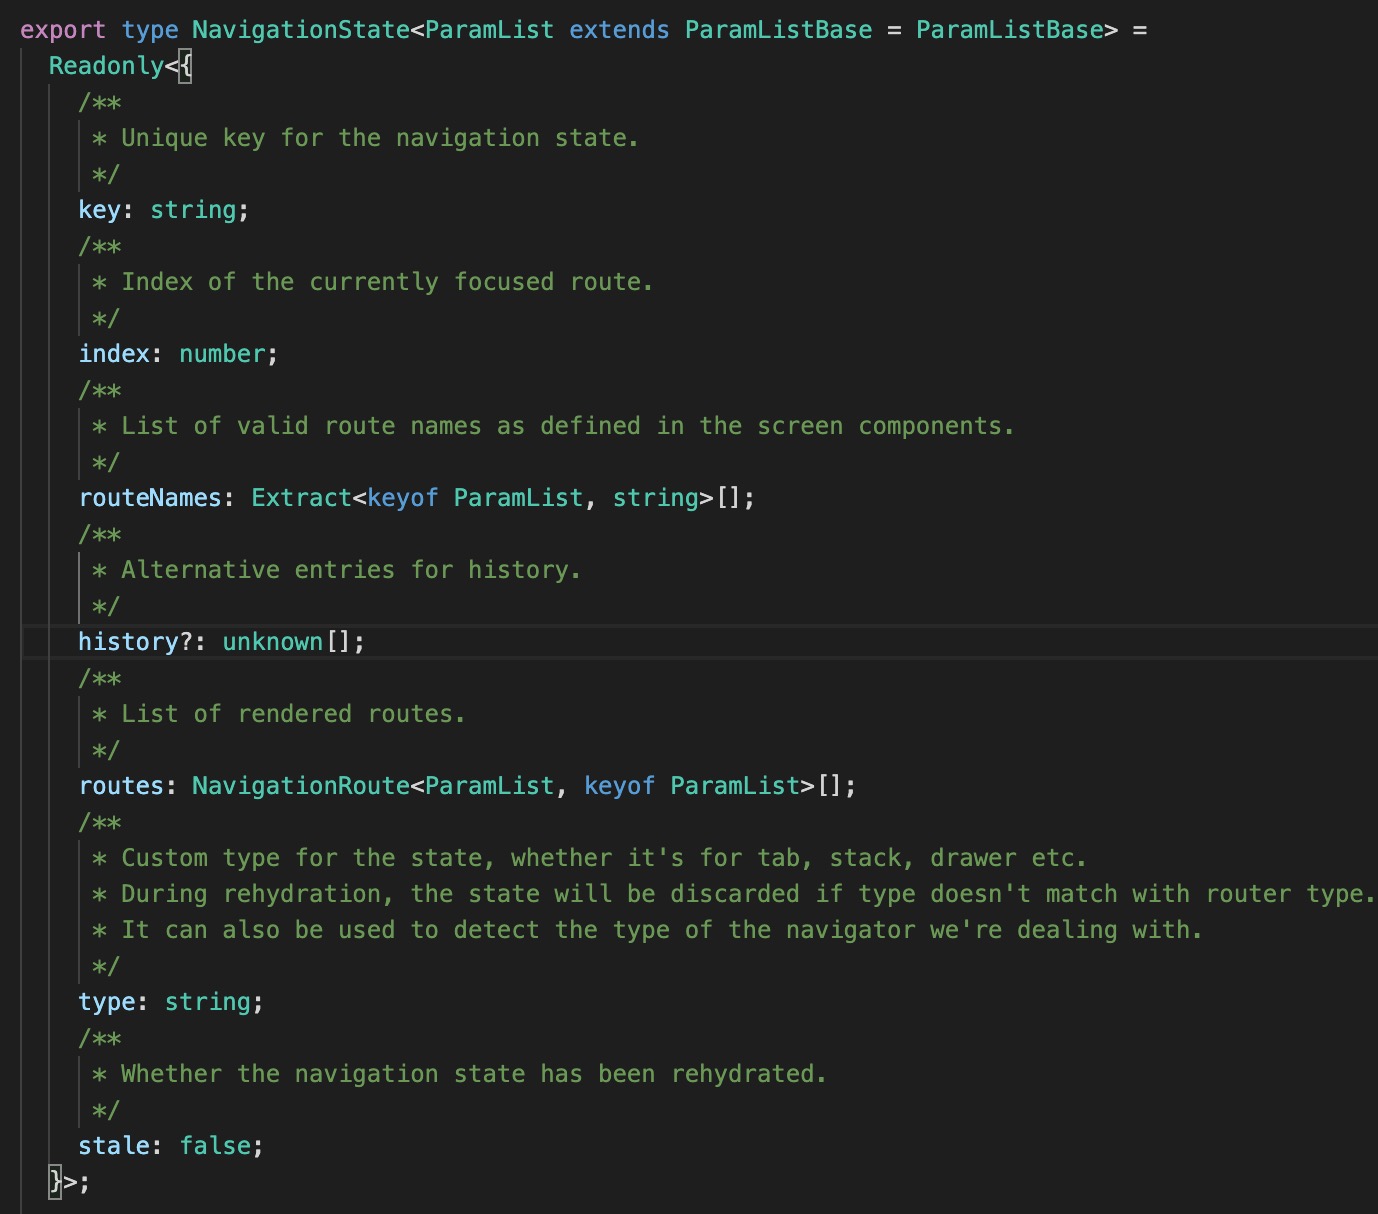 export type NavigationState<ParamList extends ParamListBase = ParamListBase> =
  Readonly<{
    /**
     * Unique key for the navigation state.
     */
    key: string;
    /**
     * Index of the currently focused route.
     */
    index: number;
    /**
     * List of valid route names as defined in the screen components.
     */
    routeNames: Extract<keyof ParamList, string>[];
    /**
     * Alternative entries for history.
     */
    history?: unknown[];
    /**
     * List of rendered routes.
     */
    routes: NavigationRoute<ParamList, keyof ParamList>[];
    /**
     * Custom type for the state, whether it's for tab, stack, drawer etc.
     * During rehydration, the state will be discarded if type doesn't match with router type.
     * It can also be used to detect the type of the navigator we're dealing with.
     */
    type: string;
    /**
     * Whether the navigation state has been rehydrated.
     */
    stale: false;
  }>;